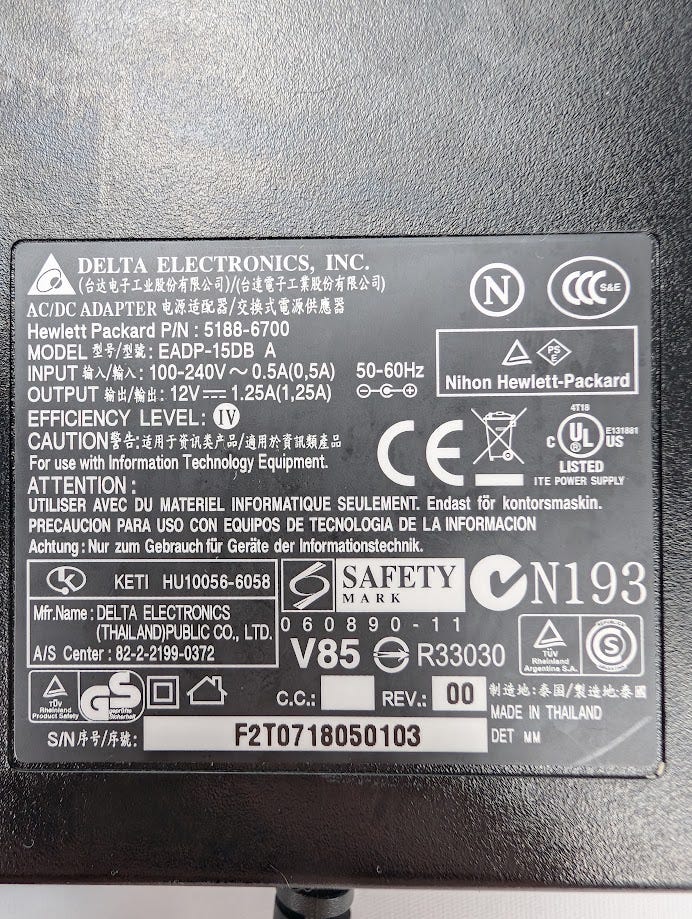 DELTA ELECTRONICS, INC.
(台达电子工业股份有限公司)/(台達電子工業股份有限公司)
AC/DC ADAPTER 电源适配器/交換式電源供應器
Hewlett Packard P/N : 5188-6700
MODEL 型号/型號: EADP-15DB A
INPUT 输入/輸入: 100-240V ~ 0.5A(0,5A) 50-60Hz
OUTPUT 输出/輸出: 12V ⎓ 1.25A(1,25A)
EFFICIENCY LEVEL: IV
CAUTION警告:适用于资讯类产品/適用於資訊類產品
For use with Information Technology Equipment.
ATTENTION :
UTILISER AVEC DU MATERIEL INFORMATIQUE SEULEMENT. Endast för kontorsmaskin.
PRECAUCION PARA USO CON EQUIPOS DE TECNOLOGIA DE LA INFORMACION
Achtung : Nur zum Gebrauch für Geräte der Informationstechnik.
N
CCC S&E
PS
E
Nihon Hewlett-Packard
CE
4T18
c UL US
E131881
LISTED
ITE POWER SUPPLY
KETI HU10056-6058
Mfr.Name : DELTA ELECTRONICS
(THAILAND)PUBLIC CO., LTD.
A/S Center : 82-2-2199-0372
SAFETY
MARK
060890-11
N193
V85 R33030
TÜV
Rheinland
Argentina S.A.
S
TÜV
Rheinland
Product Safety
GS
geprüfte
Sicherheit
C.C.: REV.: 00
制造地:泰国/製造地:泰國
MADE IN THAILAND
S/N序号/序號: F2T0718050103
DET MM